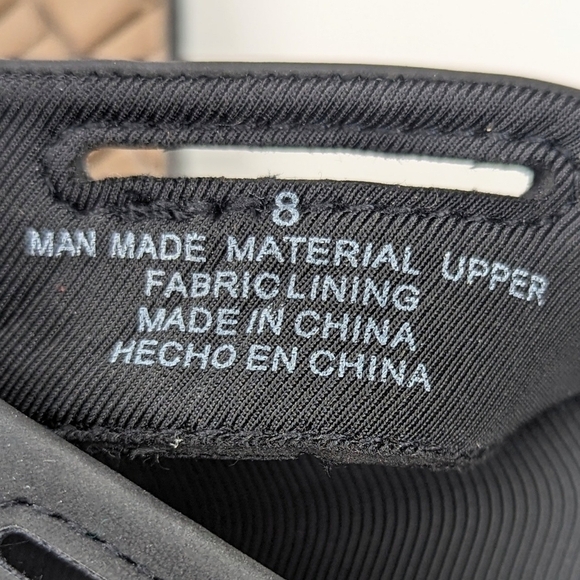 8
MAN MADE MATERIAL UPPER
FABRIC LINING
MADE IN CHINA
HECHO EN CHINA